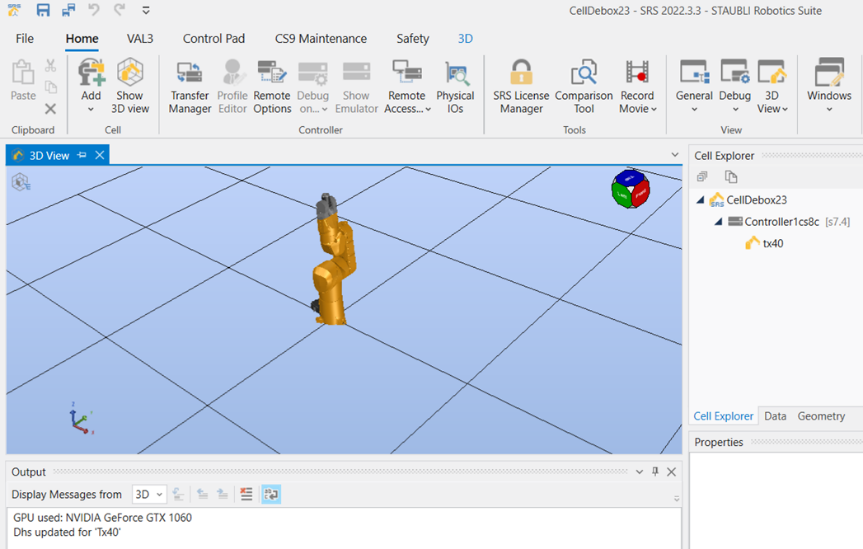 CellDebox23 - SRS 2022.3.3 - STAUBLI Robotics Suite
File Home VAL3 Control Pad CS9 Maintenance Safety 3D
Paste Add Show Transfer Profile Remote Debug Show Remote Physical SRS License Comparison Record General Debug 3D Windows
3D view Manager Editor Options on... Emulator Access... IOs Manager Tool Movie View
Clipboard Cell Controller Tools View
3D View
Cell Explorer
SRS CellDebox23
Controller1cs8c [s7.4]
tx40
Cell Explorer Data Geometry
Properties
Output
Display Messages from 3D
GPU used: NVIDIA GeForce GTX 1060
Dhs updated for 'Tx40'